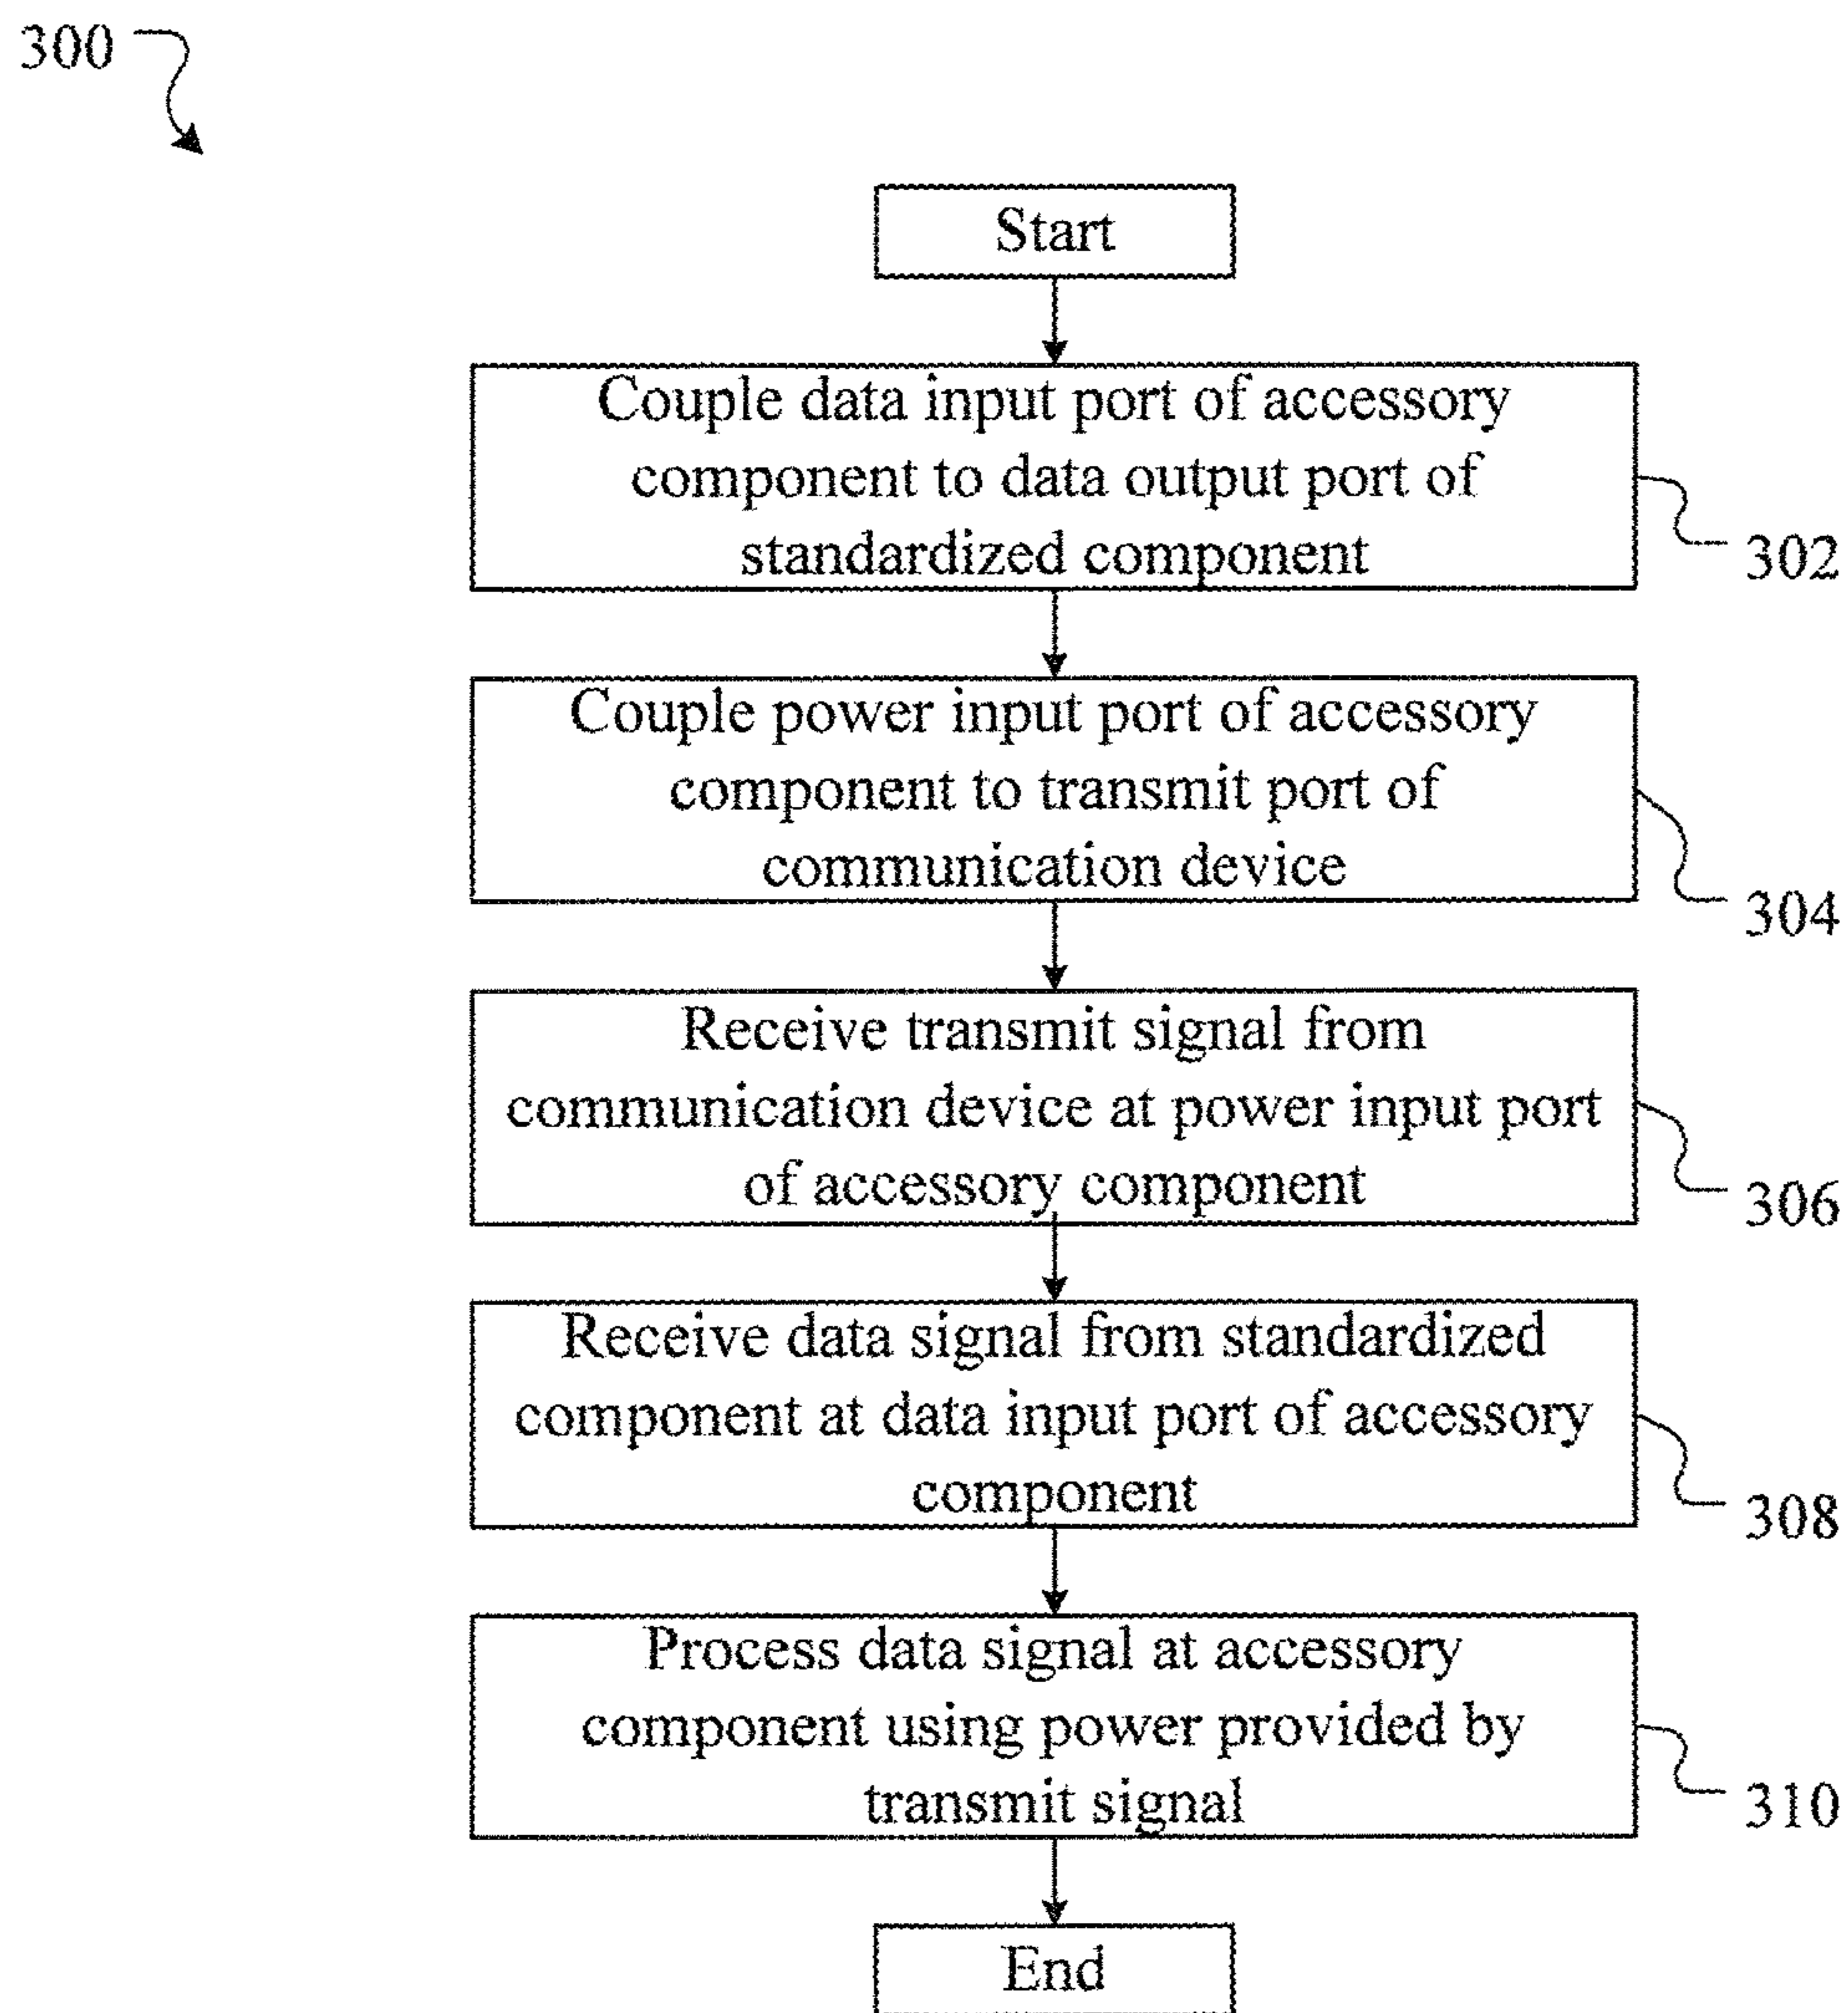 300
Start
Couple data input port of accessory
component to data output port of
standardized component
302
Couple power input port of accessory
component to transmit port of
communication device
304
Receive transmit signal from
communication device at power input port
of accessory component
306
Receive data signal from standardized
component at data input port of accessory
component
308
Process data signal at accessory
component using power provided by
transmit signal
310
End